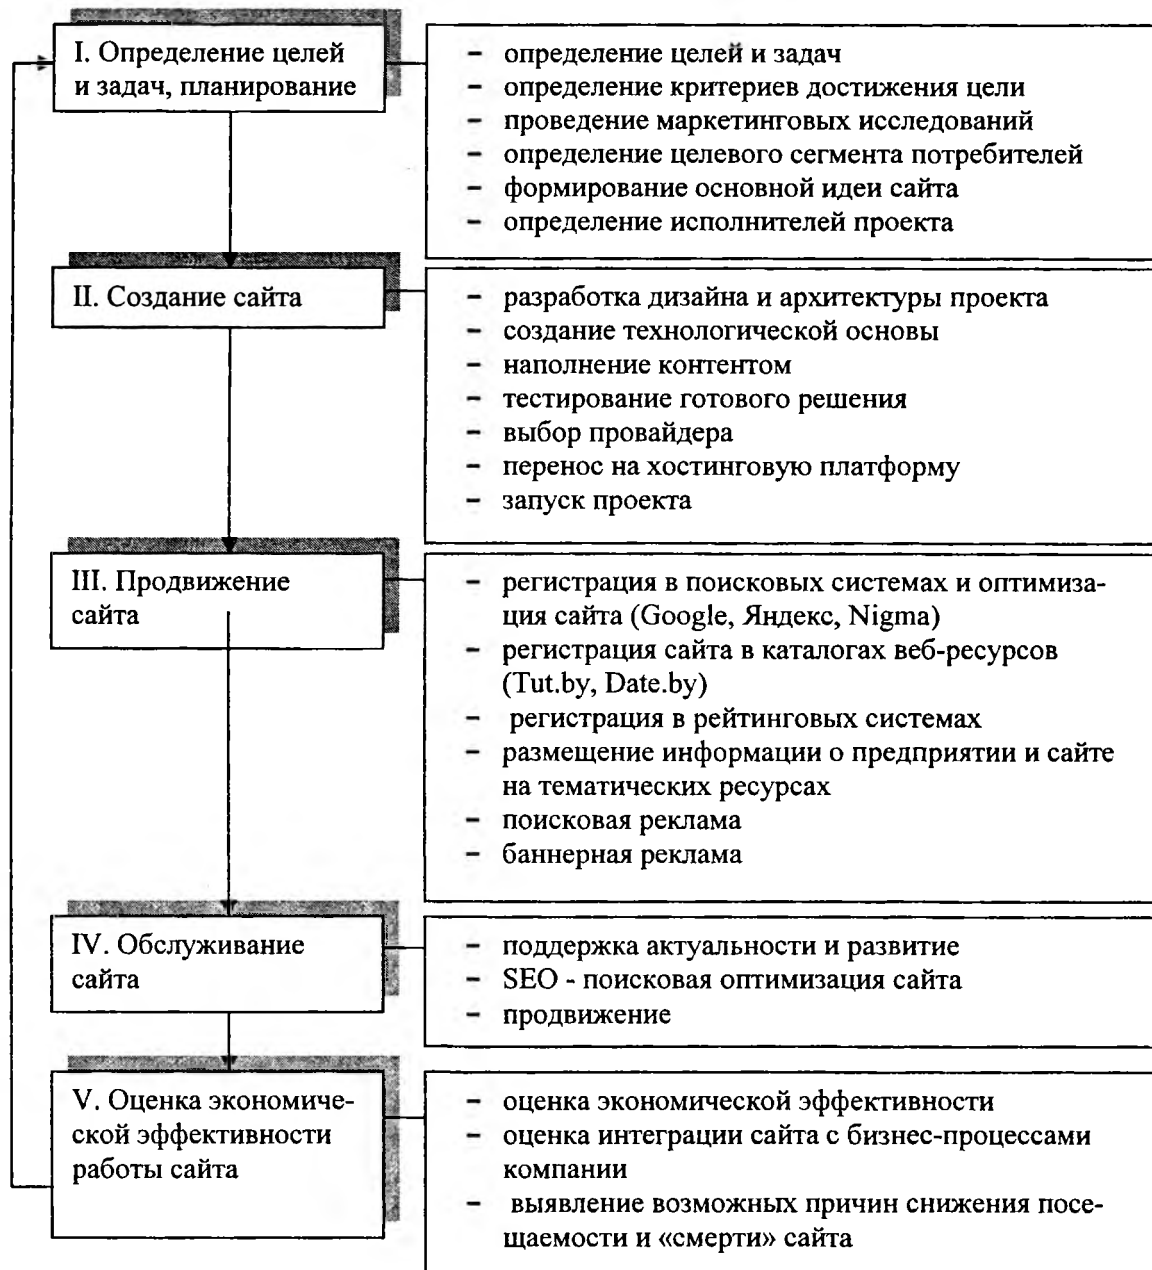 I. Определение целей
и задач, планирование
– определение целей и задач
– определение критериев достижения цели
– проведение маркетинговых исследований
– определение целевого сегмента потребителей
– формирование основной идеи сайта
– определение исполнителей проекта
II. Создание сайта
– разработка дизайна и архитектуры проекта
– создание технологической основы
– наполнение контентом
– тестирование готового решения
– выбор провайдера
– перенос на хостинговую платформу
– запуск проекта
III. Продвижение
сайта
– регистрация в поисковых системах и оптимиза-
ция сайта (Google, Яндекс, Nigma)
– регистрация сайта в каталогах веб-ресурсов
(Tut.by, Date.by)
– регистрация в рейтинговых системах
– размещение информации о предприятии и сайте
на тематических ресурсах
– поисковая реклама
– баннерная реклама
IV. Обслуживание
сайта
– поддержка актуальности и развитие
– SEO - поисковая оптимизация сайта
– продвижение
V. Оценка экономиче-
ской эффективности
работы сайта
– оценка экономической эффективности
– оценка интеграции сайта с бизнес-процессами
компании
– выявление возможных причин снижения посе-
щаемости и «смерти» сайта